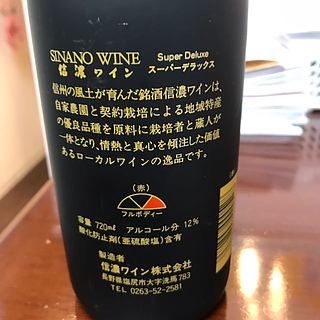 SINANO WINE Super Deluxe
信濃ワイン スーパーデラックス
信州の風土が育んだ銘酒信濃ワインは、
自家農園と契約栽培による地域特産
の優良品種を原料に栽培者と蔵人が
一体となり、情熱と真心を傾注した価値
あるローカルワインの逸品です。
(赤)
フルボディー
容量 720ml アルコール分 12%
酸化防止剤(亜硫酸塩)含有
製造者
信濃ワイン株式会社
長野県塩尻市大字洗馬783
TEL 0263-52-2581